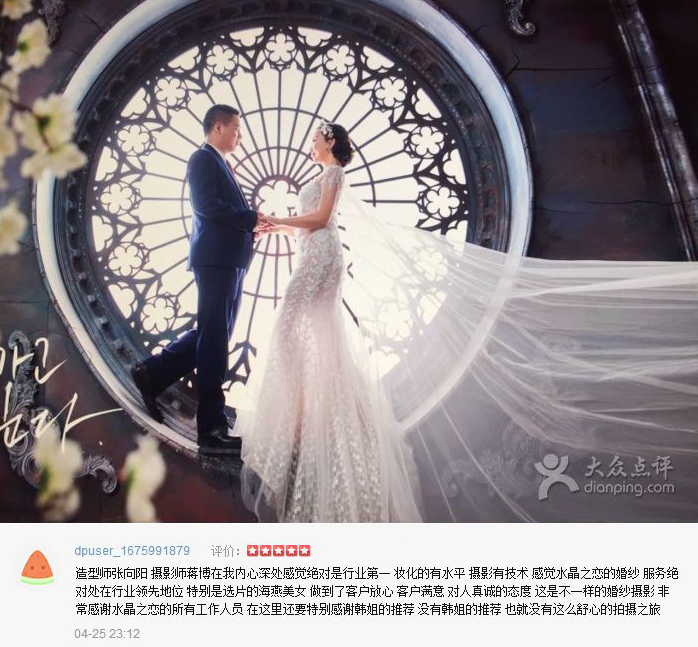 大众点评
dianping.com
dpuser_1675991879 评价：
造型师张向阳 摄影师蒋博在我内心深处感觉绝对是行业第一 妆化的有水平 摄影有技术 感觉水晶之恋的婚纱 服务绝
对处在行业领先地位 特别是选片的海燕美女 做到了客户放心 客户满意 对人真诚的态度 这是不一样的婚纱摄影 非
常感谢水晶之恋的所有工作人员 在这里还要特别感谢韩姐的推荐 没有韩姐的推荐 也就没有这么舒心的拍摄之旅
04-25 23:12